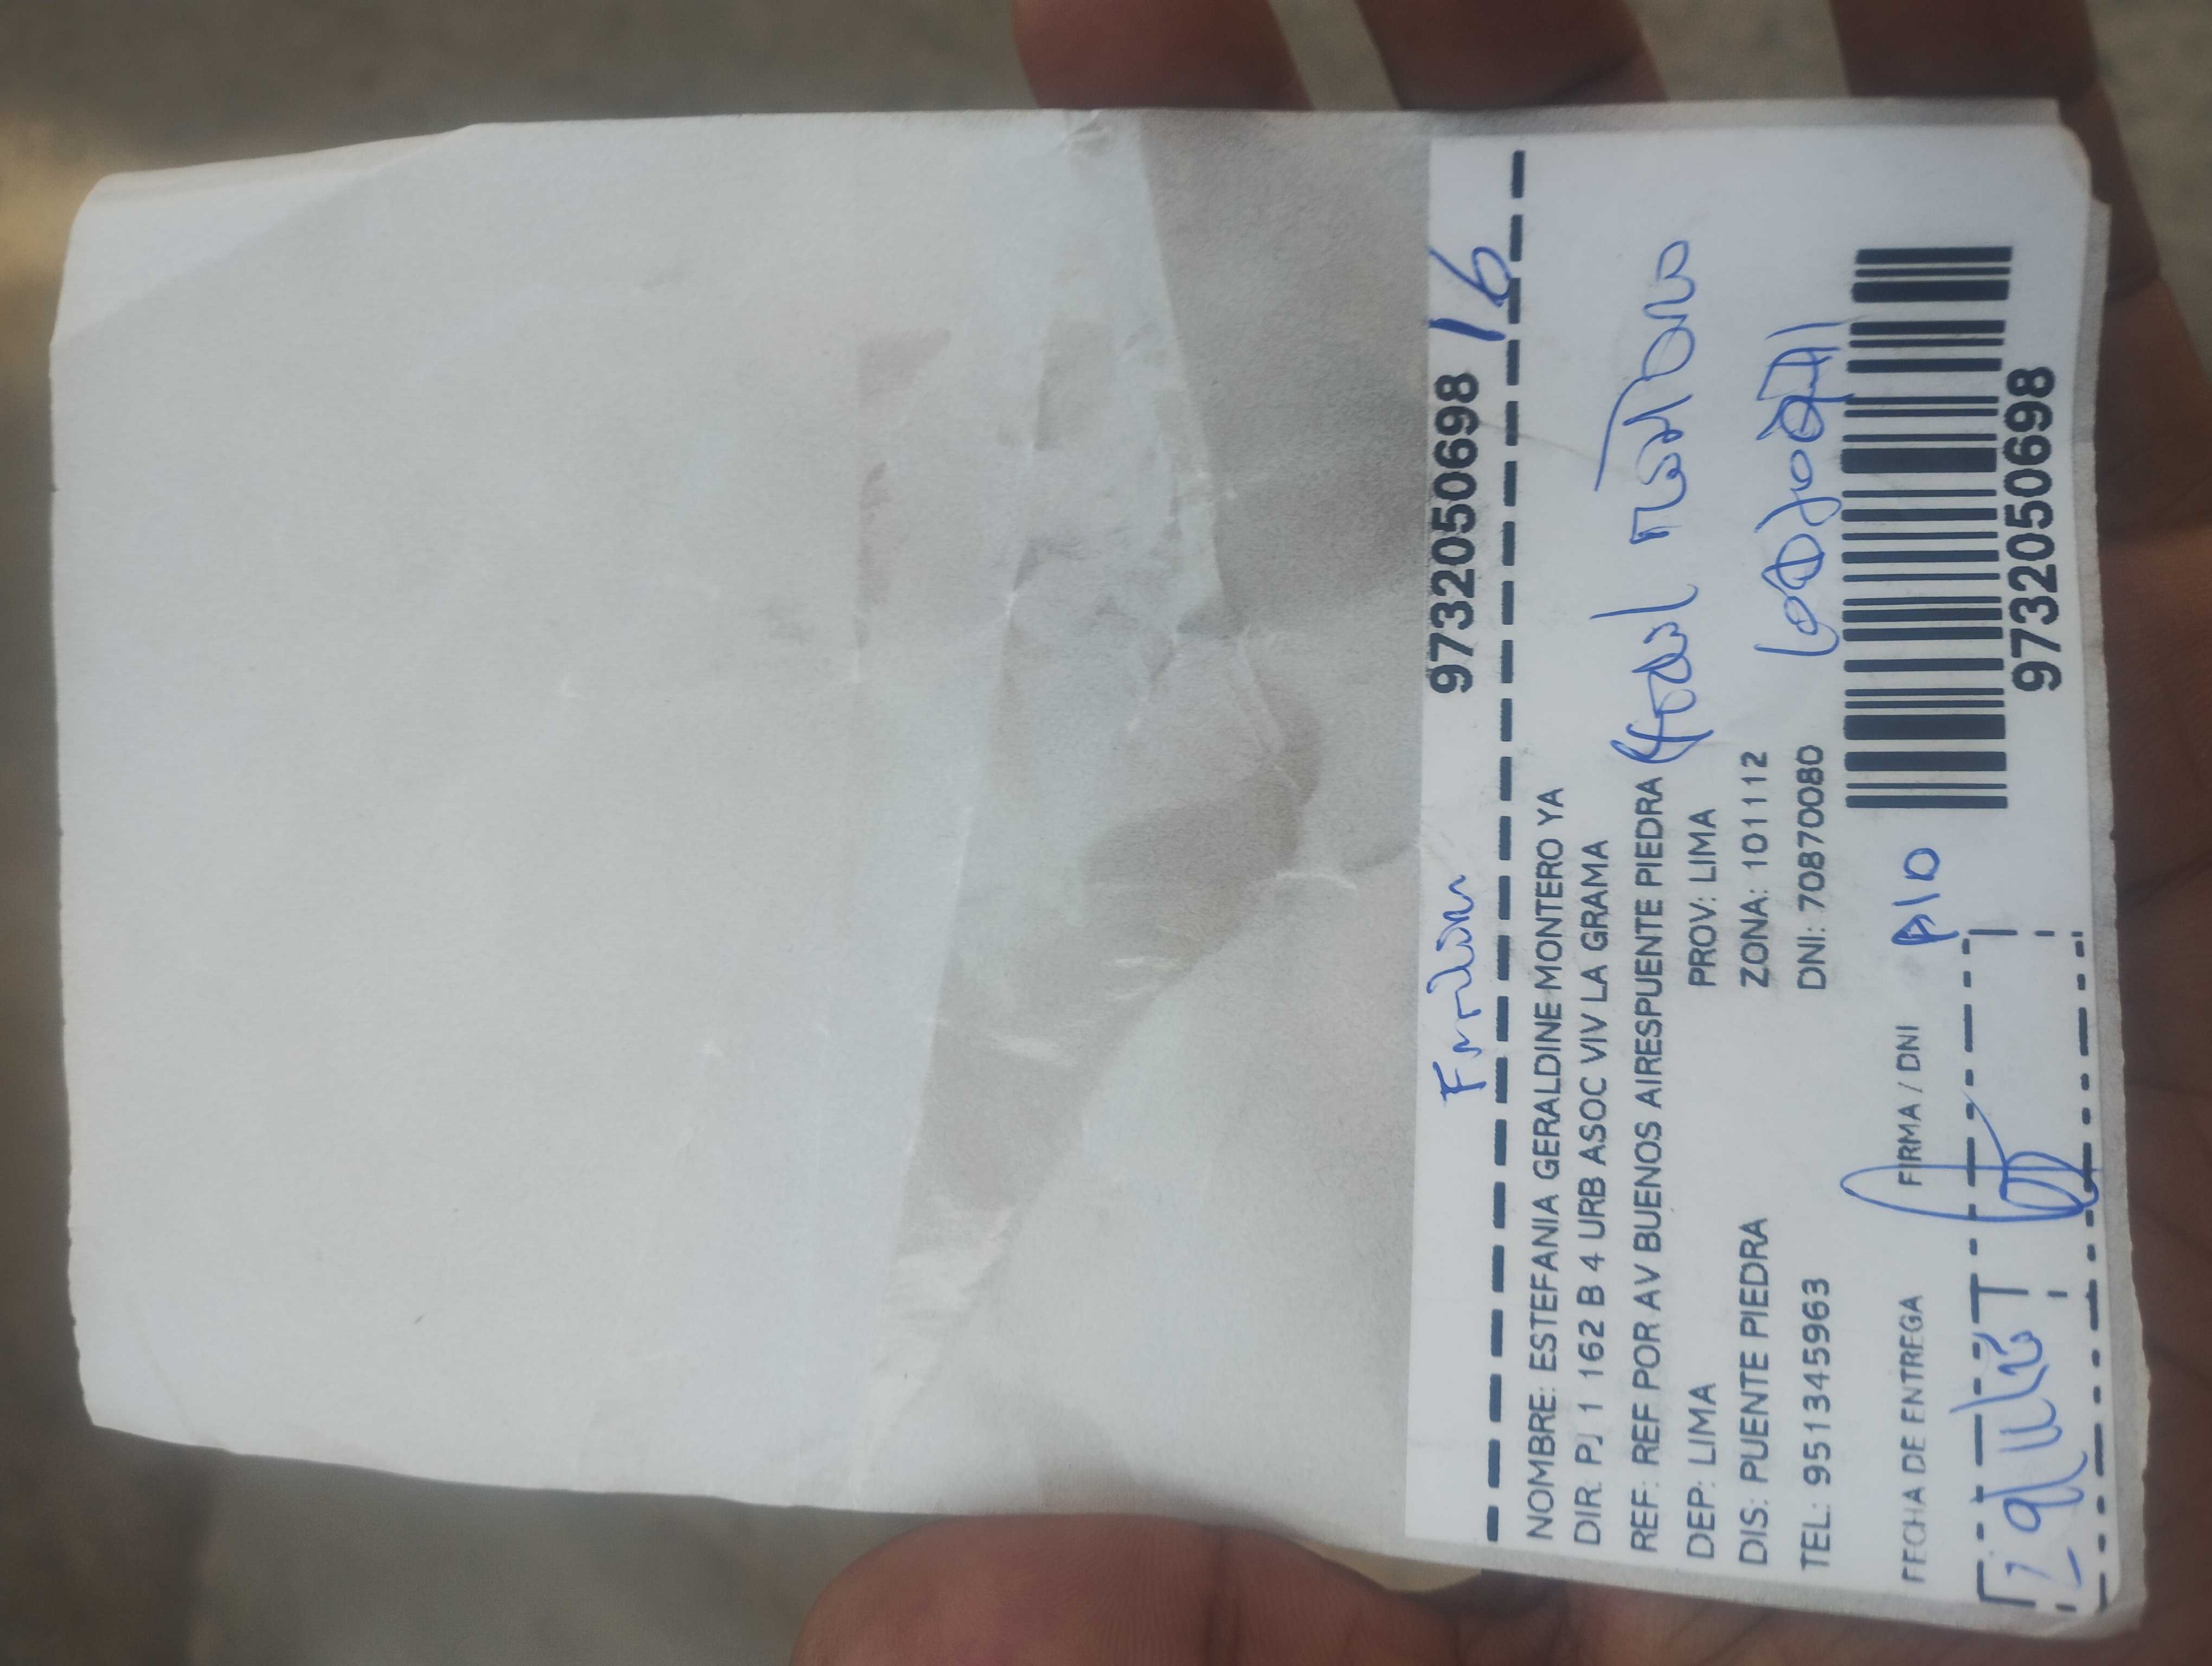 9732050698 16
NOMBRE: ESTEFANIA GERALDINE MONTERO YA
DIR. PJ 1 162 B 4 URB ASOC VIV LA GRAMA
REF: REF POR AV BUENOS AIRESPUENTE PIEDRA
DEP: LIMA PROV: LIMA
DIS: PUENTE PIEDRA ZONA: 101112
TEL: 951345963 DNI: 70870080
FECHA DE ENTREGA FIRMA / DNI
9732050698